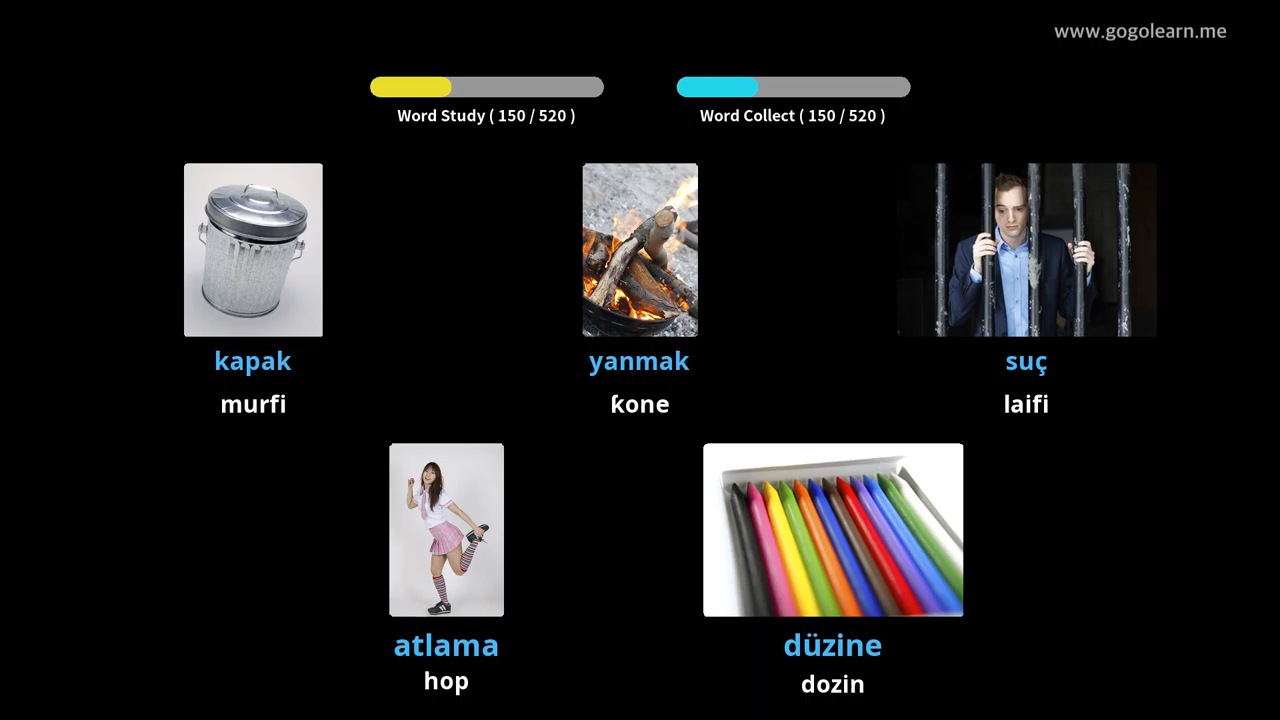 www.gogolearn.me
Word Study ( 150 / 520 )
Word Collect ( 150 / 520 )
kapak
murfi
yanmak
ƙone
suç
laifi
atlama
hop
düzine
dozin